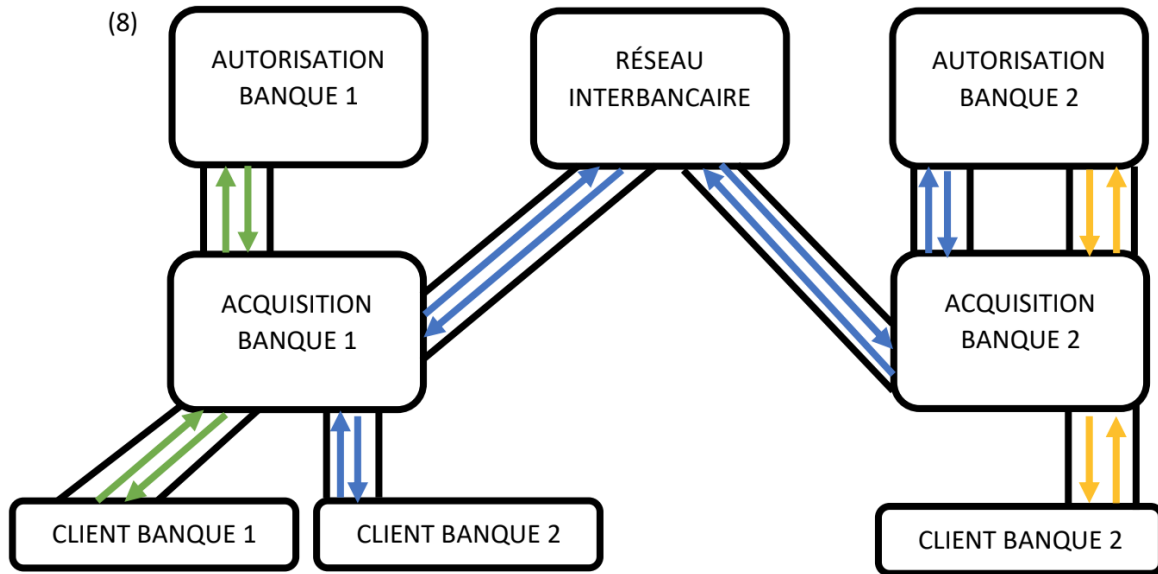 (8)
AUTORISATION
BANQUE 1
RÉSEAU
INTERBANCAIRE
AUTORISATION
BANQUE 2
ACQUISITION
BANQUE 1
ACQUISITION
BANQUE 2
CLIENT BANQUE 1
CLIENT BANQUE 2
CLIENT BANQUE 2